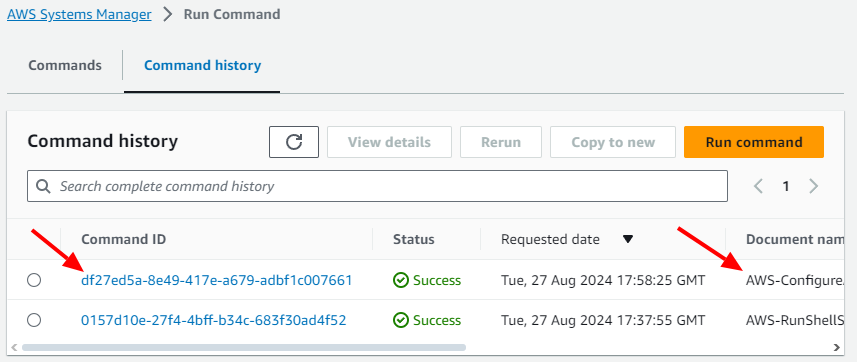 AWS Systems Manager > Run Command
Commands Command history
Command history View details Rerun Copy to new Run command
Search complete command history 1
Command ID Status Requested date Document nam
df27ed5a-8e49-417e-a679-adbf1c007661 Success Tue, 27 Aug 2024 17:58:25 GMT AWS-Configure
0157d10e-27f4-4bff-b34c-683f30ad4f52 Success Tue, 27 Aug 2024 17:37:55 GMT AWS-RunShellS